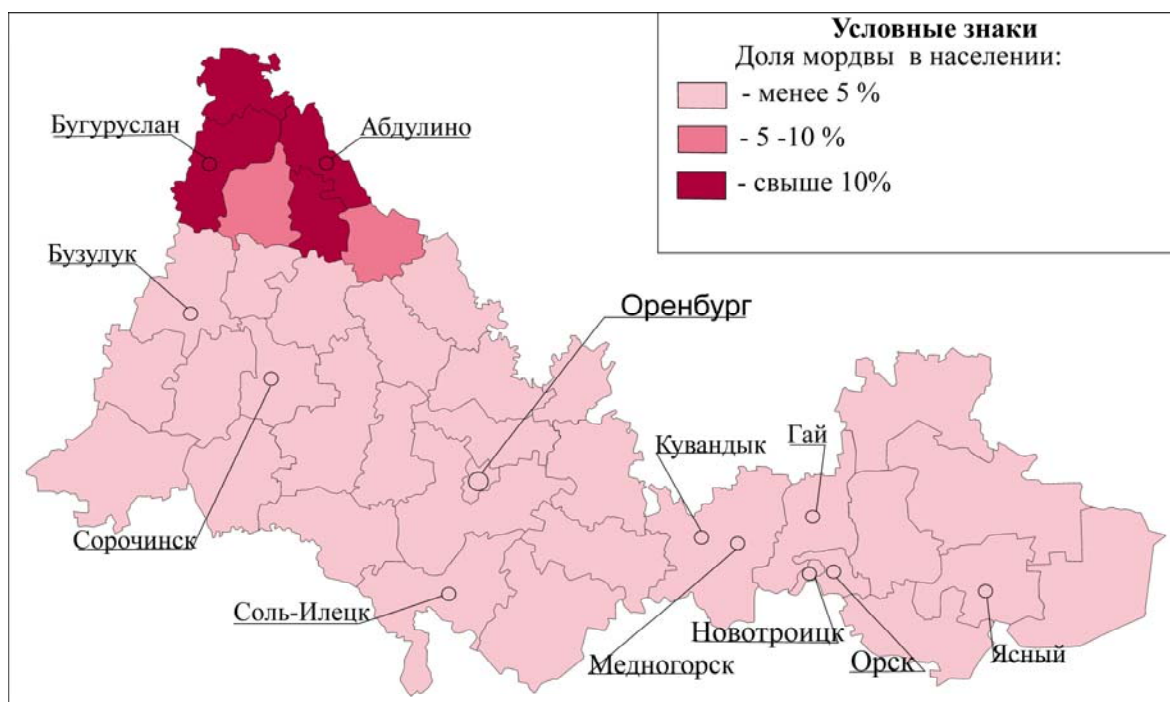 Условные знаки
Доля мордвы в населении:
- менее 5 %
- 5 -10 %
- свыше 10%
Бугуруслан
Абдулино
Бузулук
Оренбург
Кувандык
Гай
Сорочинск
Соль-Илецк
Новотроицк
Медногорск
Орск
Ясный